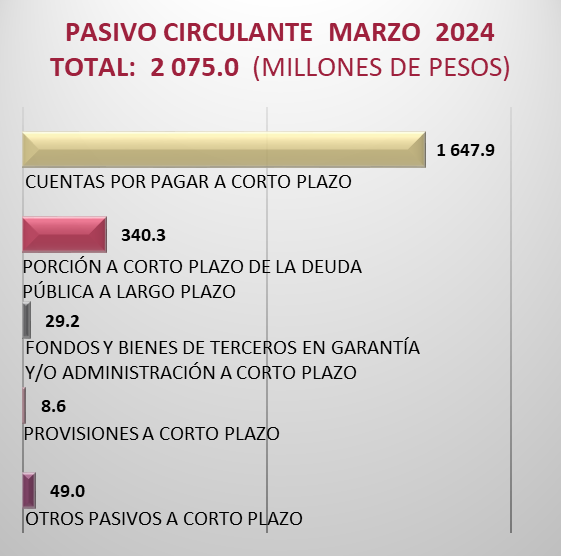 PASIVO CIRCULANTE MARZO 2024
TOTAL: 2 075.0 (MILLONES DE PESOS)
1 647.9
CUENTAS POR PAGAR A CORTO PLAZO
340.3
PORCIÓN A CORTO PLAZO DE LA DEUDA
PÚBLICA A LARGO PLAZO
29.2
FONDOS Y BIENES DE TERCEROS EN GARANTÍA
Y/O ADMINISTRACIÓN A CORTO PLAZO
8.6
PROVISIONES A CORTO PLAZO
49.0
OTROS PASIVOS A CORTO PLAZO